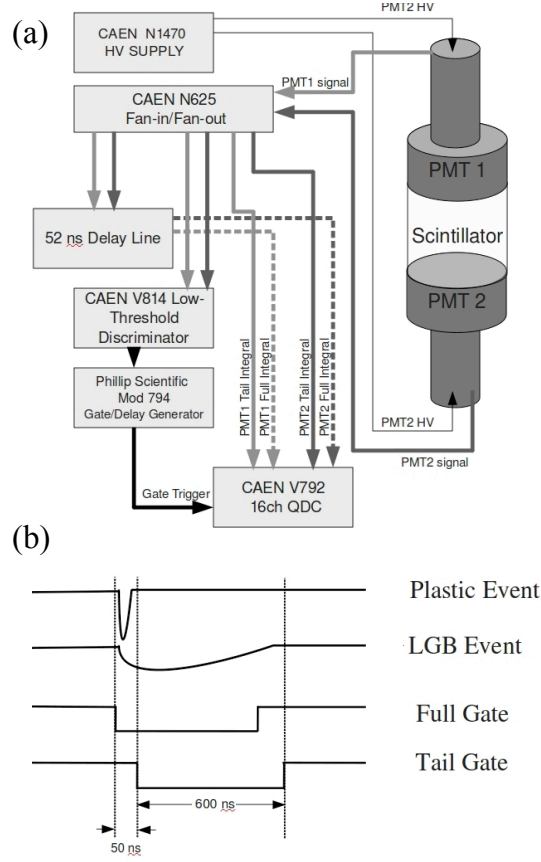 PMT2 HV
(a)
CAEN N1470
HV SUPPLY
PMT1 signal
CAEN N625
Fan-in/Fan-out
PMT 1
Scintillator
52 ns Delay Line
PMT 2
CAEN V814 Low-
Threshold
Discriminator
Phillip Scientific
Mod 794
Gate/Delay Generator
PMT1 Tail Integral
PMT1 Full Integral
PMT2 Tail Integral
PMT2 Full Integral
PMT2 HV
PMT2 signal
Gate Trigger
CAEN V792
16ch QDC
(b)
Plastic Event
LGB Event
Full Gate
Tail Gate
600 ns
50 ns